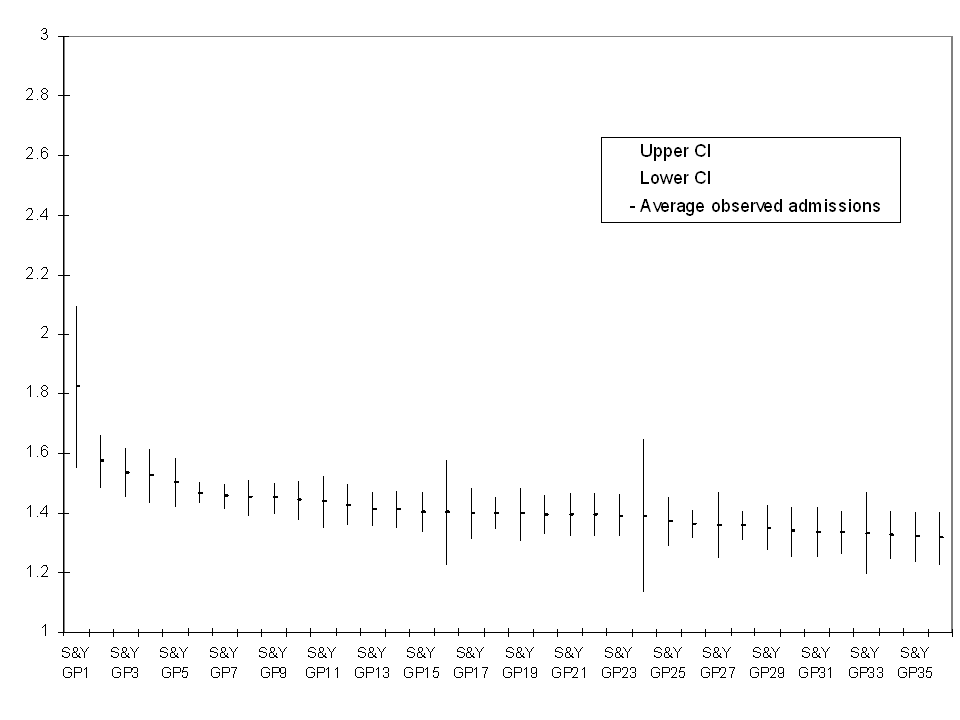 3
2.8
2.6
Upper CI
Lower CI
- Average observed admissions
2.4
2.2
2
1.8
1.6
1.4
1.2
1
S&Y S&Y S&Y S&Y S&Y S&Y S&Y S&Y S&Y S&Y S&Y S&Y S&Y S&Y S&Y S&Y S&Y S&Y
GP1 GP3 GP5 GP7 GP9 GP11 GP13 GP15 GP17 GP19 GP21 GP23 GP25 GP27 GP29 GP31 GP33 GP35